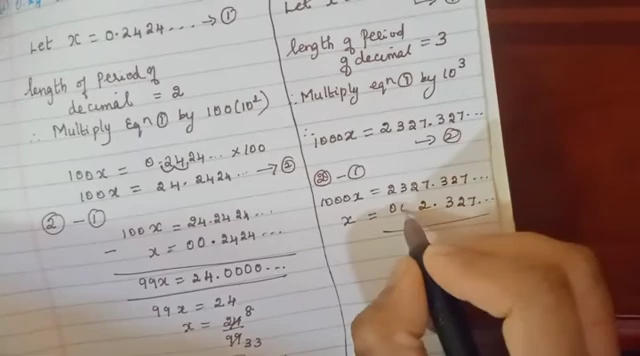 Let x = 0.2424.... → ①
length of Period of
decimal = 2
∴ Multiply Eqn ① by 100(10²)
100x = 0.2424... × 100
100x = 24.2424... → ②
② - ①
100x = 24.2424...
- x = 00.2424...
99x = 24.0000...
99x = 24
x = 24 8
99 33
Let
length of Period
of decimal = 3
∴ Multiply eqn ① by 10³
∴ 1000x = 2327.327...
→ ②
② - ①
1000x = 2327.327...
x = 002.327...